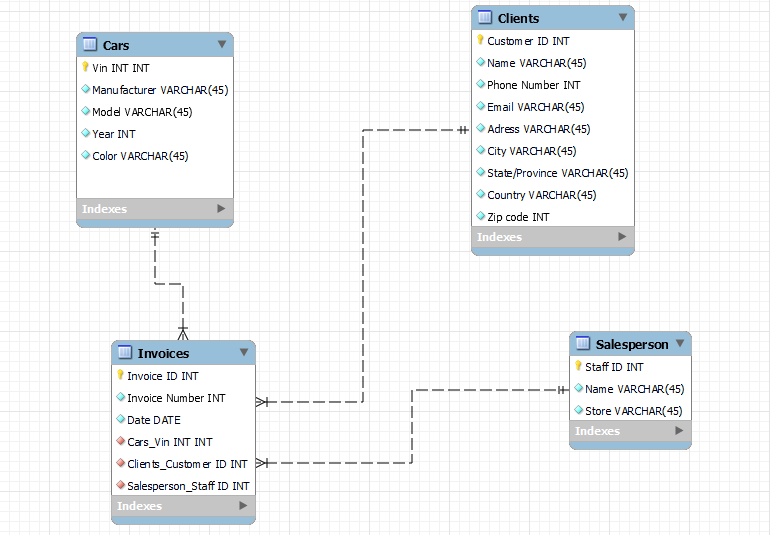 Cars
Vin INT INT
Manufacturer VARCHAR(45)
Model VARCHAR(45)
Year INT
Color VARCHAR(45)
Indexes
Clients
Customer ID INT
Name VARCHAR(45)
Phone Number INT
Email VARCHAR(45)
Adress VARCHAR(45)
City VARCHAR(45)
State/Province VARCHAR(45)
Country VARCHAR(45)
Zip code INT
Indexes
Invoices
Invoice ID INT
Invoice Number INT
Date DATE
Cars_Vin INT INT
Clients_Customer ID INT
Salesperson_Staff ID INT
Indexes
Salesperson
Staff ID INT
Name VARCHAR(45)
Store VARCHAR(45)
Indexes